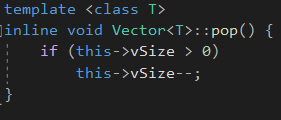 template <class T>
inline void Vector<T>::pop() {
    if (this->vSize > 0)
        this->vSize--;
}